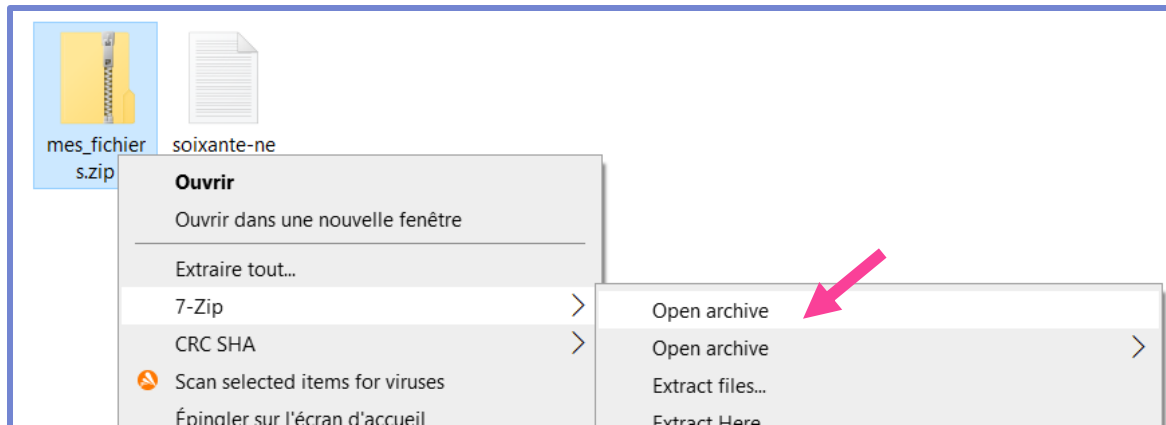 mes_fichier
s.zip
soixante-ne
Ouvrir
Ouvrir dans une nouvelle fenêtre
Extraire tout...
7-Zip
CRC SHA
Scan selected items for viruses
Épingler sur l'écran d'accueil
Open archive
Open archive
Extract files...
Extract Here